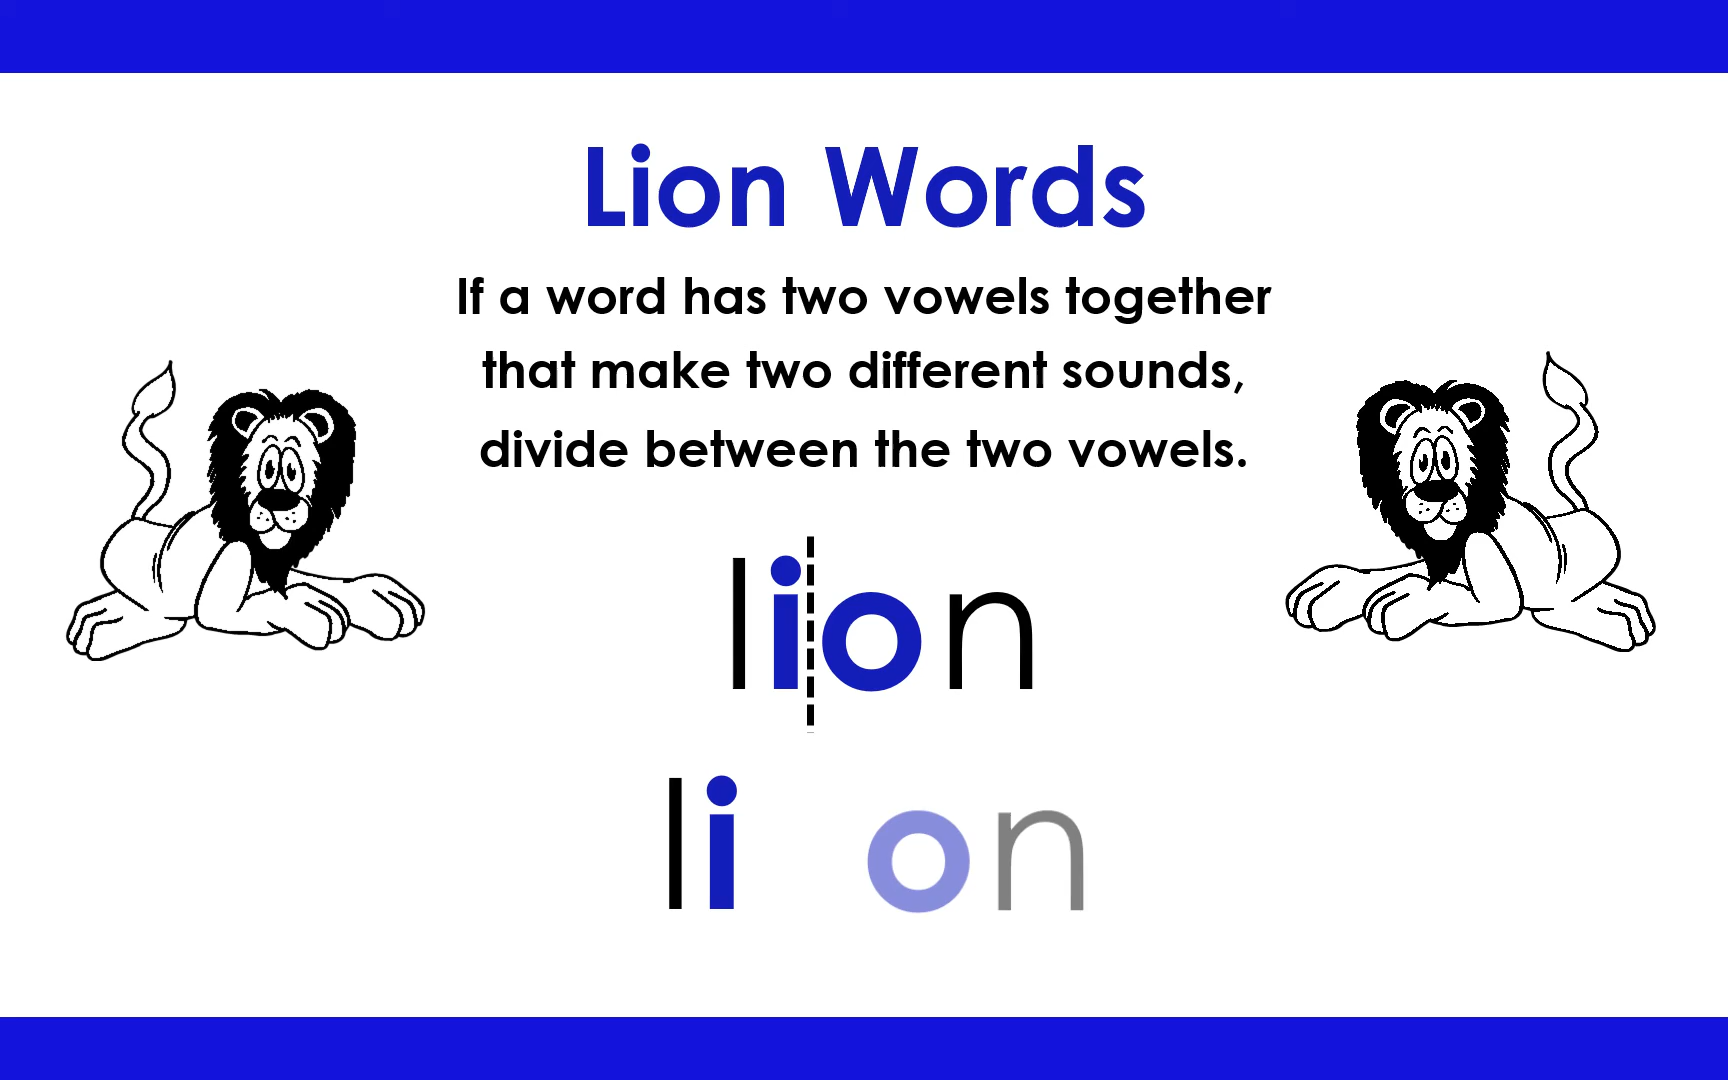 Lion Words
If a word has two vowels together
that make two different sounds,
divide between the two vowels.
lion
li on